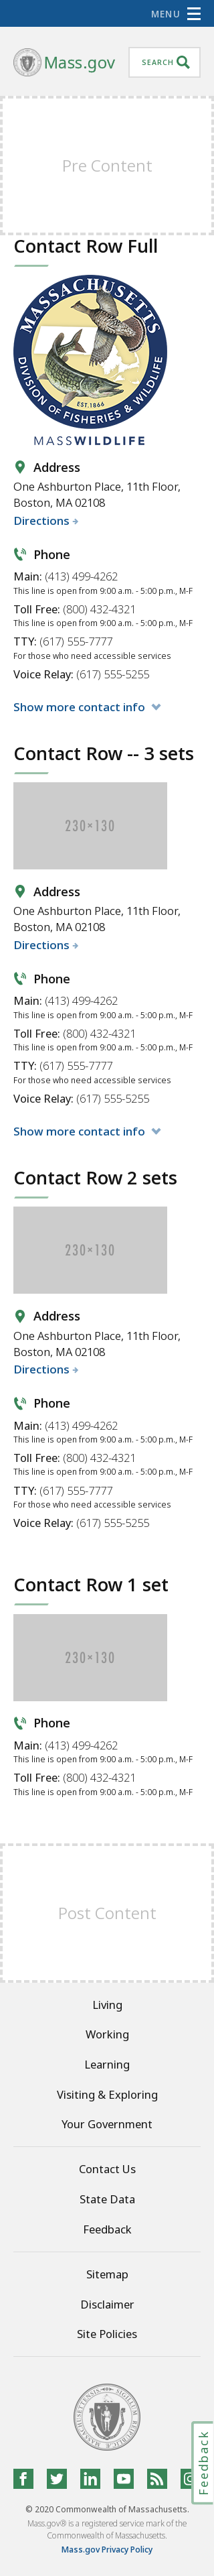 MENU
Mass.gov
SEARCH
Pre Content
Contact Row Full
MASSACHUSETTS
DIVISION OF FISHERIES & WILDLIFE
EST.1866
MASSWILDLIFE
Address
One Ashburton Place, 11th Floor,
Boston, MA 02108
Directions
Phone
Main: (413) 499-4262
This line is open from 9:00 a.m. - 5:00 p.m., M-F
Toll Free: (800) 432-4321
This line is open from 9:00 a.m. - 5:00 p.m., M-F
TTY: (617) 555-7777
For those who need accessible services
Voice Relay: (617) 555-5255
Show more contact info
Contact Row -- 3 sets
230×130
Address
One Ashburton Place, 11th Floor,
Boston, MA 02108
Directions
Phone
Main: (413) 499-4262
This line is open from 9:00 a.m. - 5:00 p.m., M-F
Toll Free: (800) 432-4321
This line is open from 9:00 a.m. - 5:00 p.m., M-F
TTY: (617) 555-7777
For those who need accessible services
Voice Relay: (617) 555-5255
Show more contact info
Contact Row 2 sets
230×130
Address
One Ashburton Place, 11th Floor,
Boston, MA 02108
Directions
Phone
Main: (413) 499-4262
This line is open from 9:00 a.m. - 5:00 p.m., M-F
Toll Free: (800) 432-4321
This line is open from 9:00 a.m. - 5:00 p.m., M-F
TTY: (617) 555-7777
For those who need accessible services
Voice Relay: (617) 555-5255
Contact Row 1 set
230×130
Phone
Main: (413) 499-4262
This line is open from 9:00 a.m. - 5:00 p.m., M-F
Toll Free: (800) 432-4321
This line is open from 9:00 a.m. - 5:00 p.m., M-F
Post Content
Living
Working
Learning
Visiting & Exploring
Your Government
Contact Us
State Data
Feedback
Sitemap
Disclaimer
Site Policies
Feedback
© 2020 Commonwealth of Massachusetts.
Mass.gov® is a registered service mark of the
Commonwealth of Massachusetts.
Mass.gov Privacy Policy